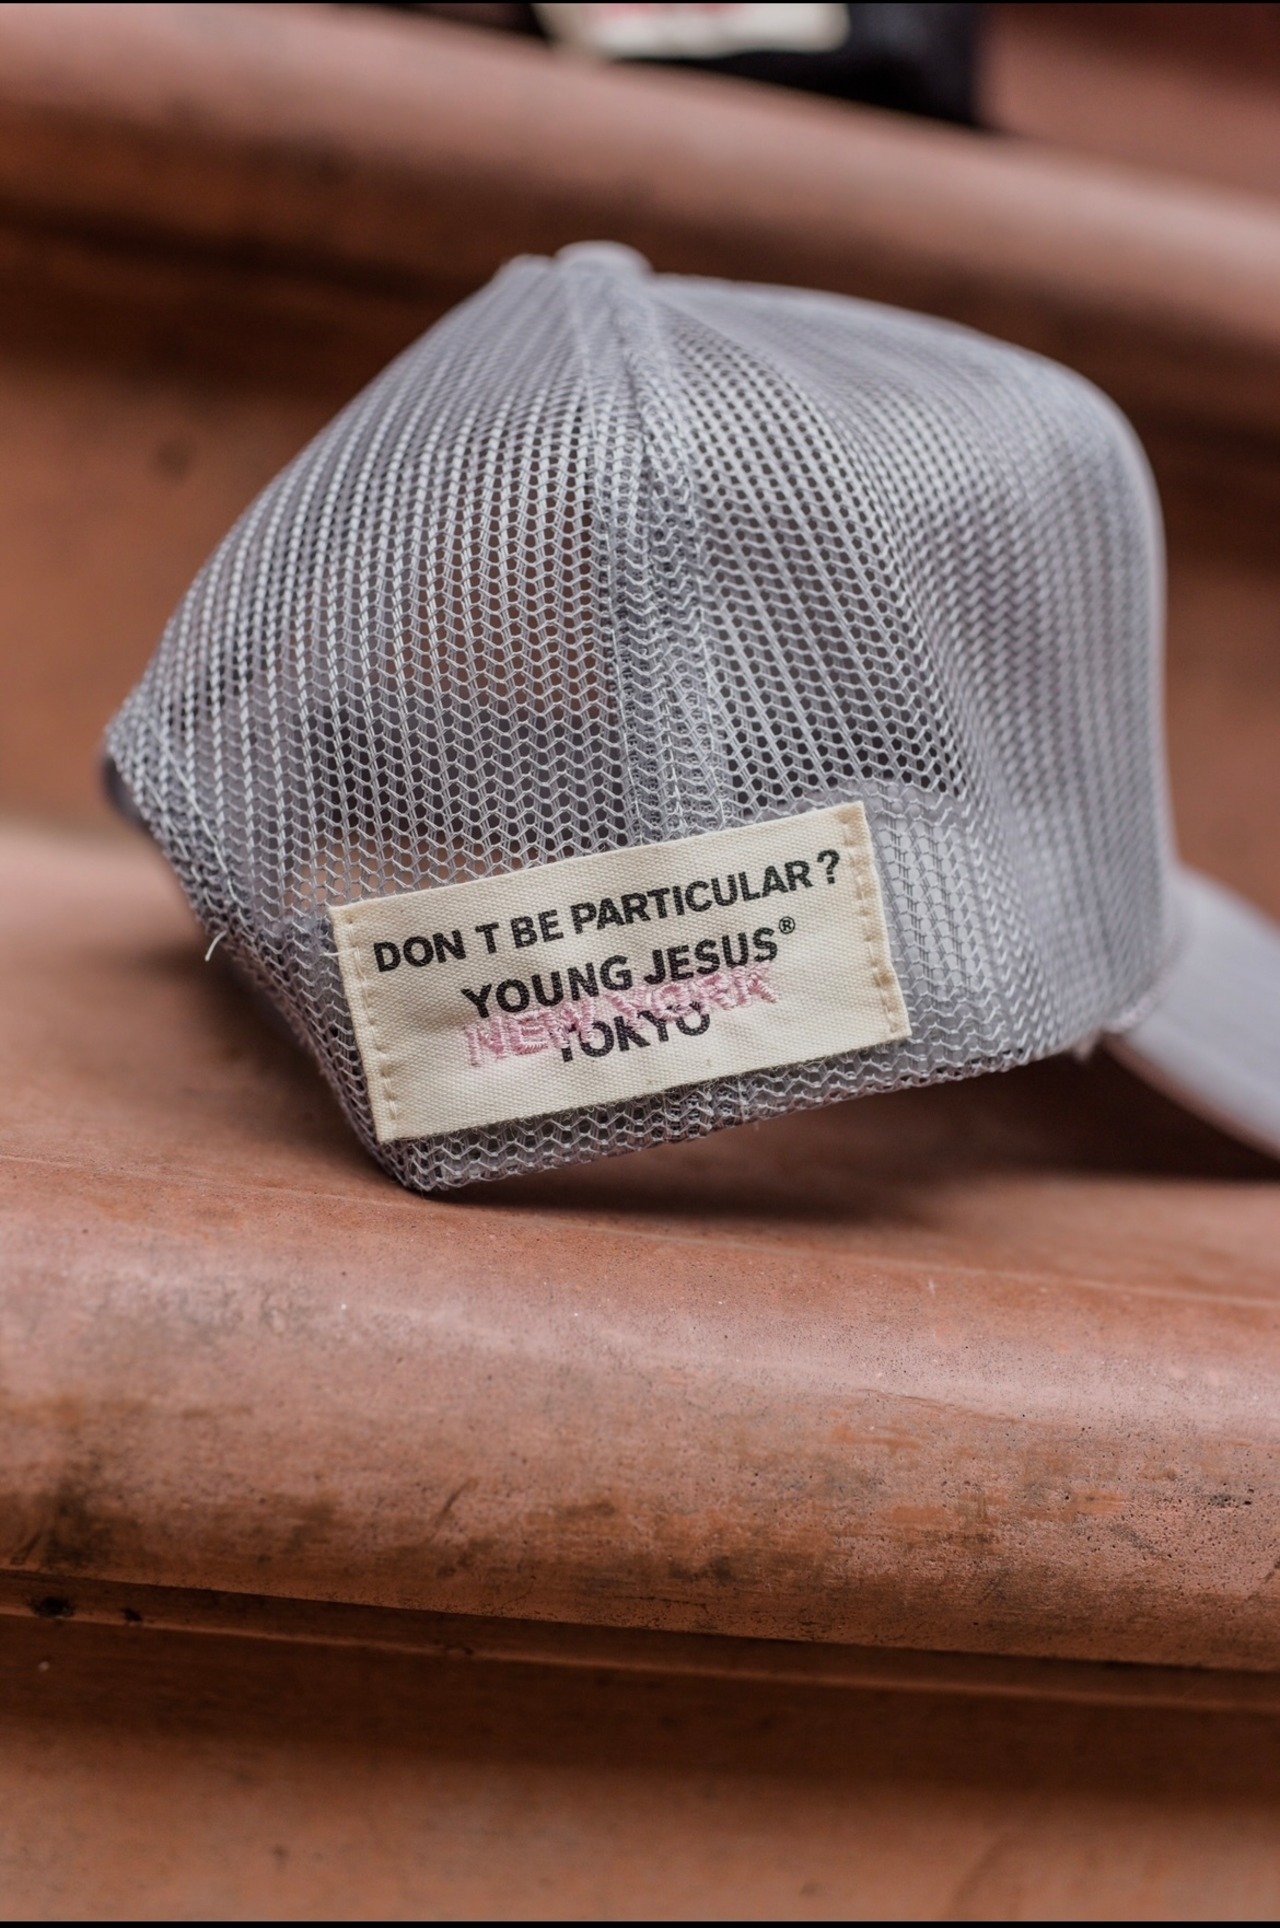 DON T BE PARTICULAR ?
YOUNG JESUS®
NEW YORK
TOKYO